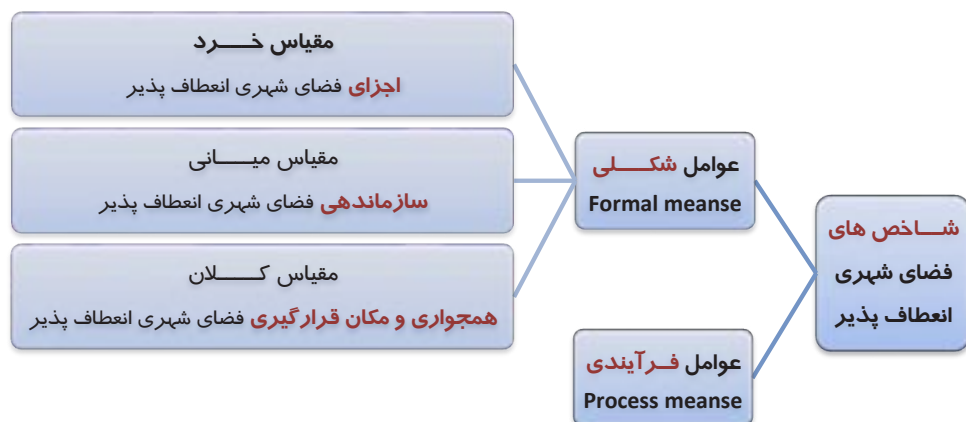 شـــاخص های
فضای شهری
انعطاف پذیر
عوامل شکـــلی
Formal meanse
عوامل فــرآیندی
Process meanse
مقیاس خـــــرد
اجزای فضای شهری انعطاف پذیر
مقیاس میـــــانی
سازماندهی فضای شهری انعطاف پذیر
مقیاس کـــــلان
همجواری و مکان قرارگیری فضای شهری انعطاف پذیر